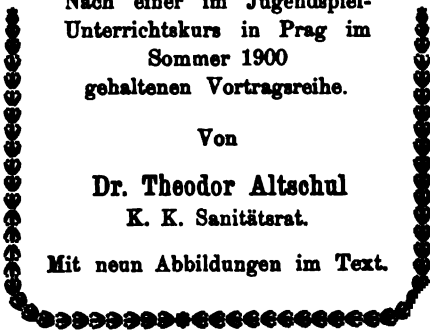 Nach einer im Jugendspiel-
Unterrichtskurs in Prag im
Sommer 1900
gehaltenen Vortragsreihe.
Von
Dr. Theodor Altschul
K. K. Sanitätsrat.
Mit neun Abbildungen im Text.